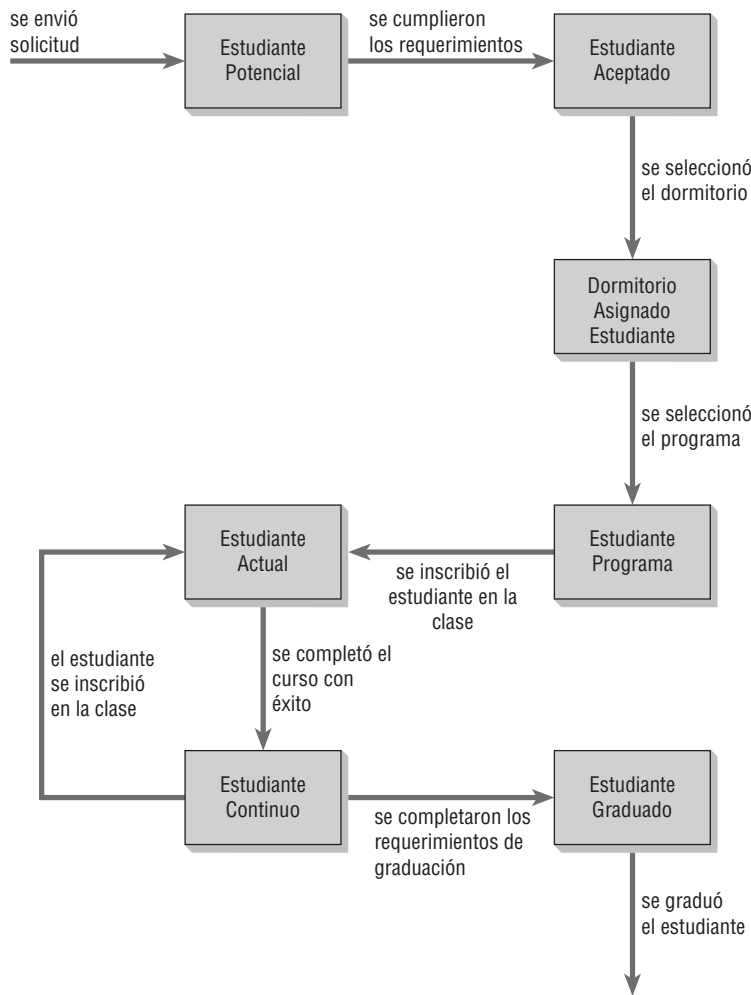 se envió
solicitud
Estudiante
Potencial
se cumplieron
los requerimientos
Estudiante
Aceptado
se seleccionó
el dormitorio
Dormitorio
Asignado
Estudiante
se seleccionó
el programa
Estudiante
Programa
se inscribió el
estudiante en la
clase
Estudiante
Actual
el estudiante
se inscribió
en la clase
se completó el
curso con
éxito
Estudiante
Continuo
se completaron los
requerimientos de
graduación
Estudiante
Graduado
se graduó
el estudiante